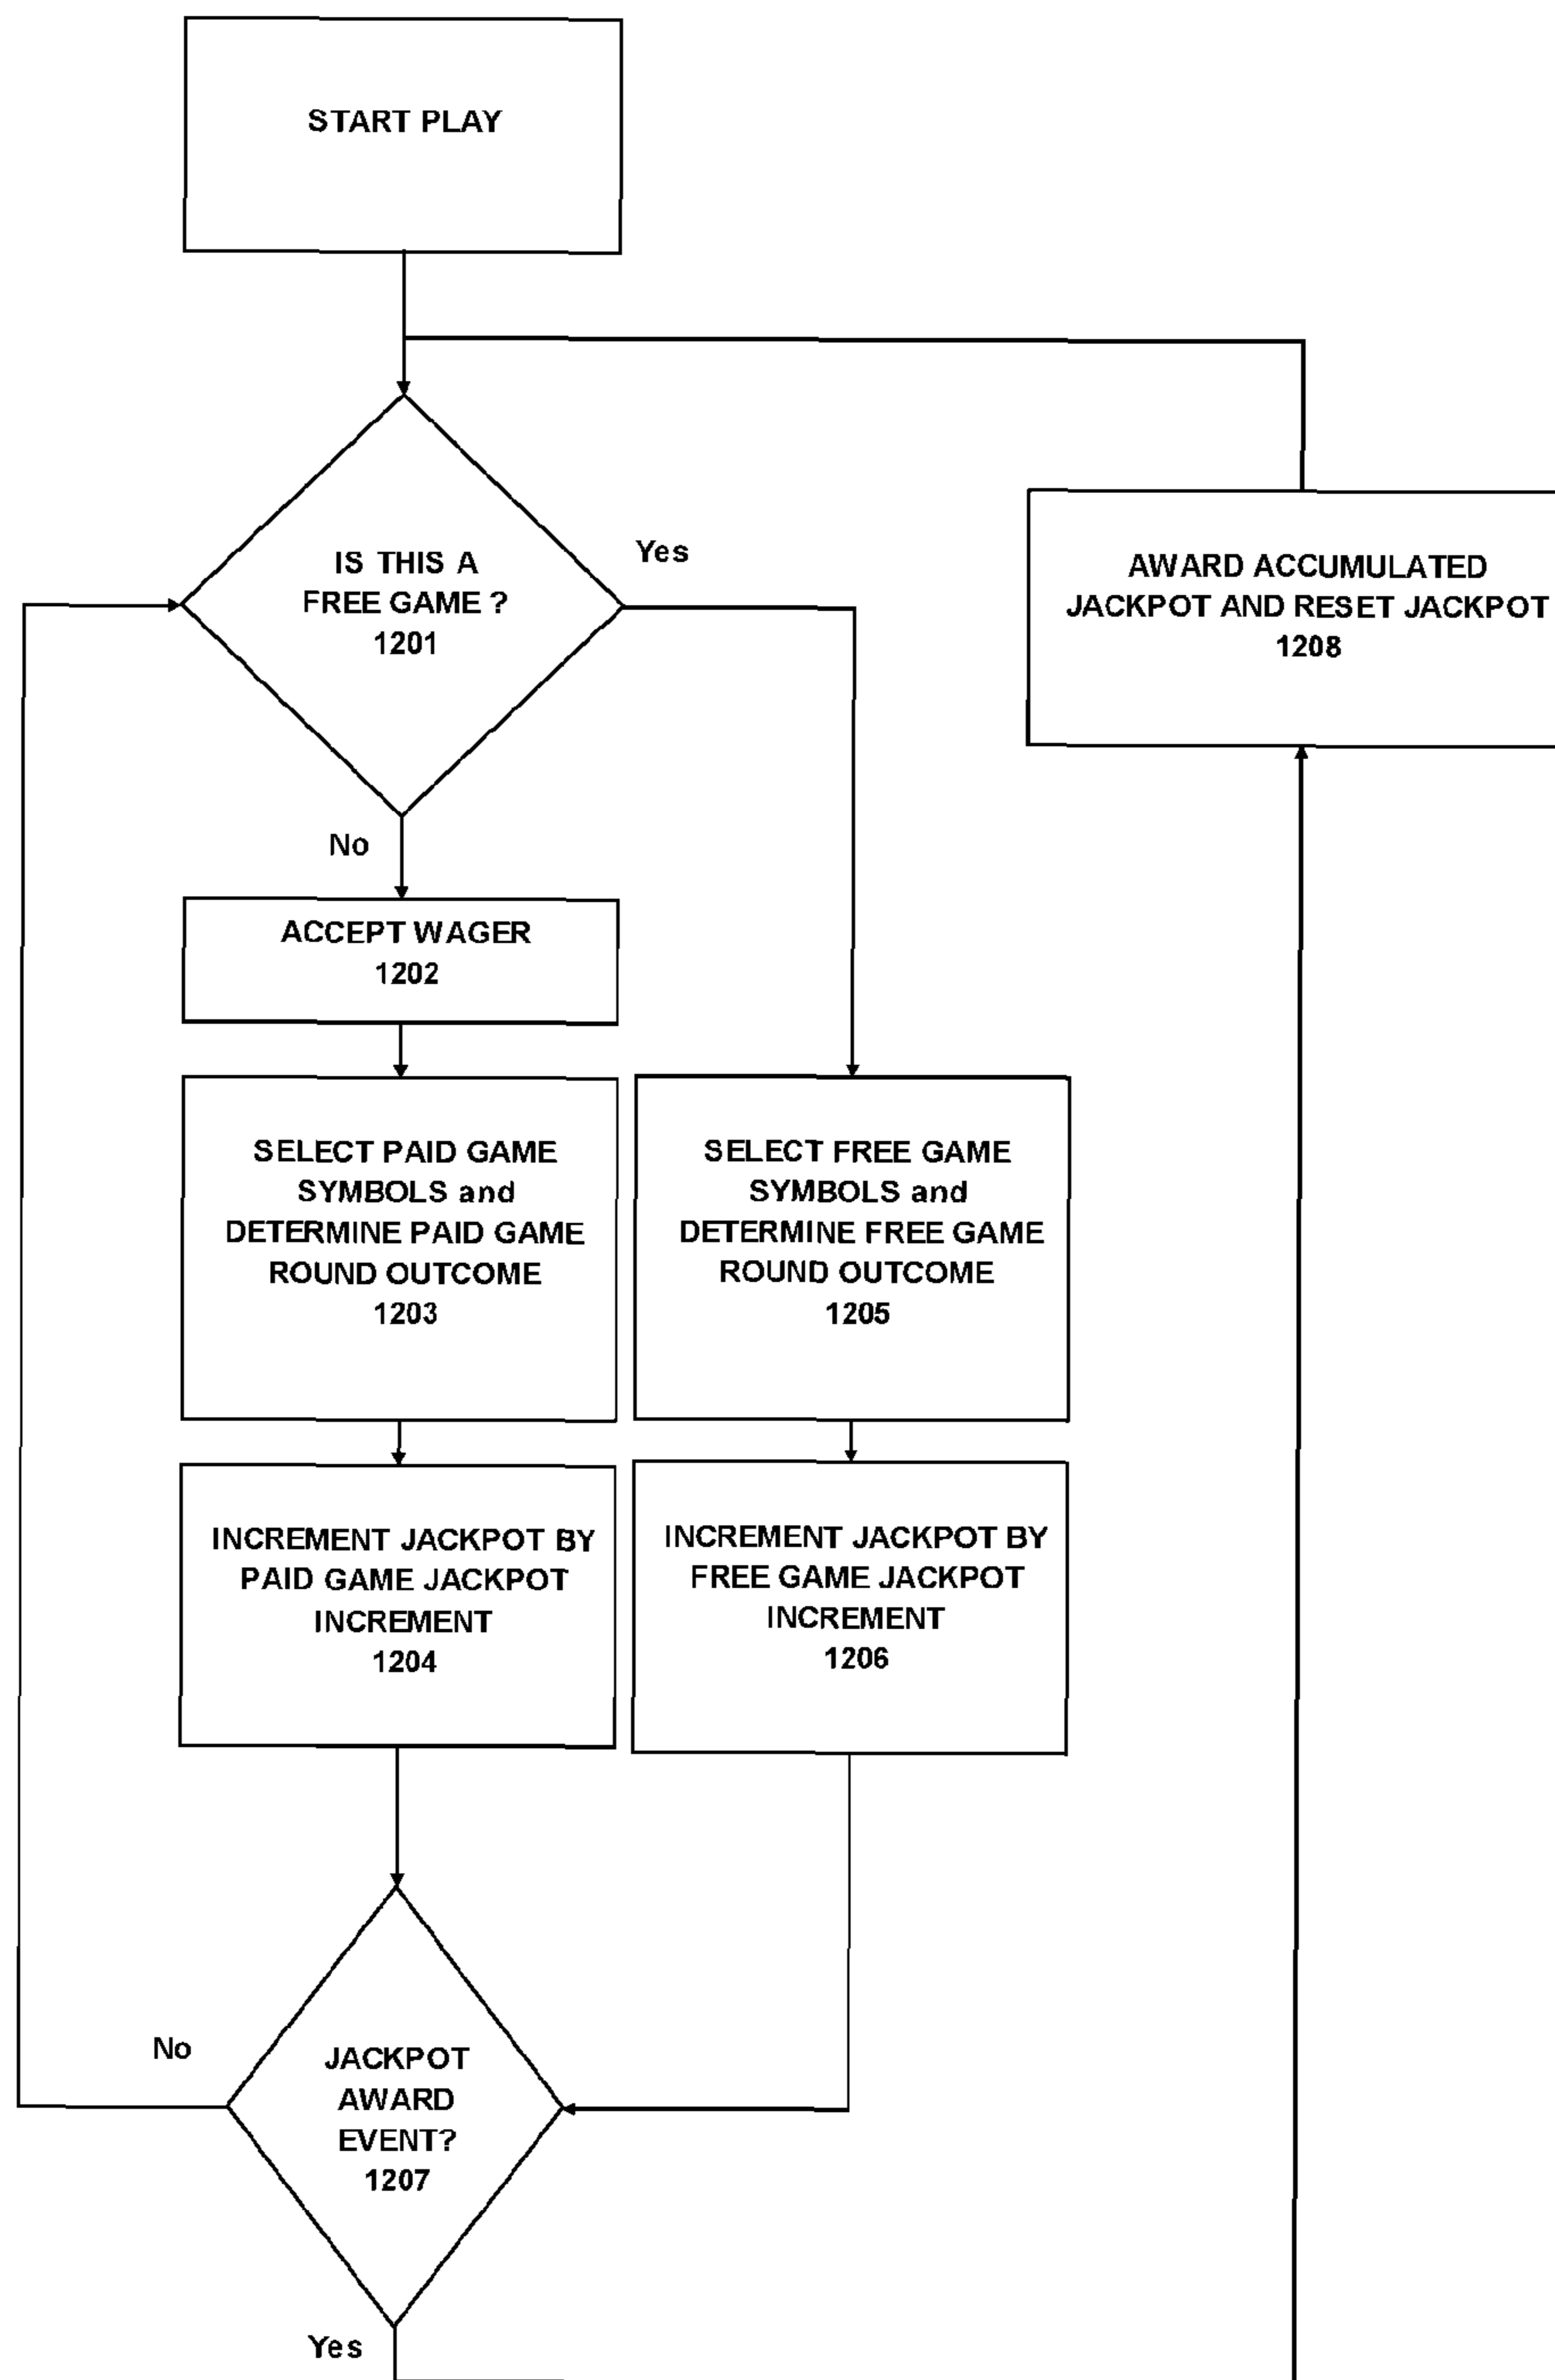 START PLAY
IS THIS A
FREE GAME ?
1201
Yes
AWARD ACCUMULATED
JACKPOT AND RESET JACKPOT
1208
No
ACCEPT WAGER
1202
SELECT PAID GAME
SYMBOLS and
DETERMINE PAID GAME
ROUND OUTCOME
1203
SELECT FREE GAME
SYMBOLS and
DETERMINE FREE GAME
ROUND OUTCOME
1205
INCREMENT JACKPOT BY
PAID GAME JACKPOT
INCREMENT
1204
INCREMENT JACKPOT BY
FREE GAME JACKPOT
INCREMENT
1206
No
JACKPOT
AWARD
EVENT?
1207
Yes